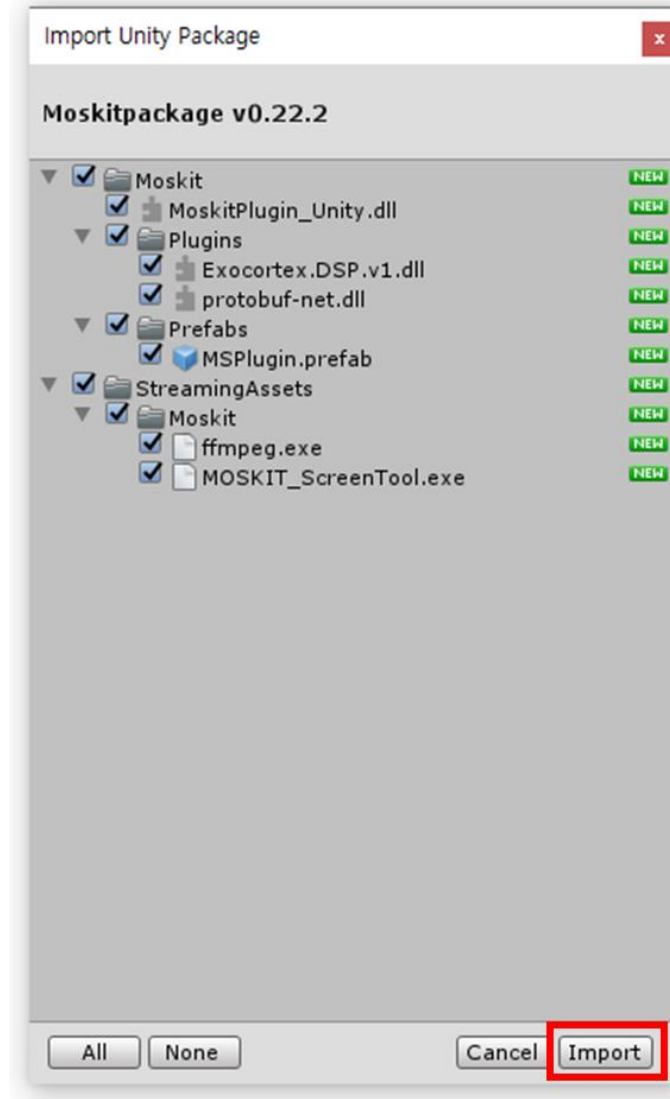 Import Unity Package
x
Moskitpackage v0.22.2
Moskit NEW
MoskitPlugin_Unity.dll NEW
Plugins NEW
Exocortex.DSP.v1.dll NEW
protobuf-net.dll NEW
Prefabs NEW
MSPlugin.prefab NEW
StreamingAssets NEW
Moskit NEW
ffmpeg.exe NEW
MOSKIT_ScreenTool.exe NEW
All None Cancel Import